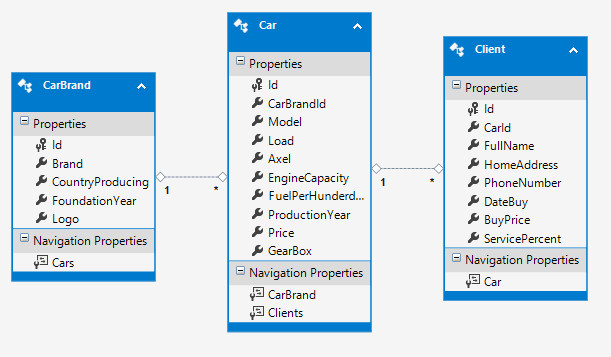 CarBrand
Properties
Id
Brand
CountryProducing
FoundationYear
Logo
Navigation Properties
Cars
1
*
Car
Properties
Id
CarBrandId
Model
Load
Axel
EngineCapacity
FuelPerHunderd...
ProductionYear
Price
GearBox
Navigation Properties
CarBrand
Clients
1
*
Client
Properties
Id
CarId
FullName
HomeAddress
PhoneNumber
DateBuy
BuyPrice
ServicePercent
Navigation Properties
Car